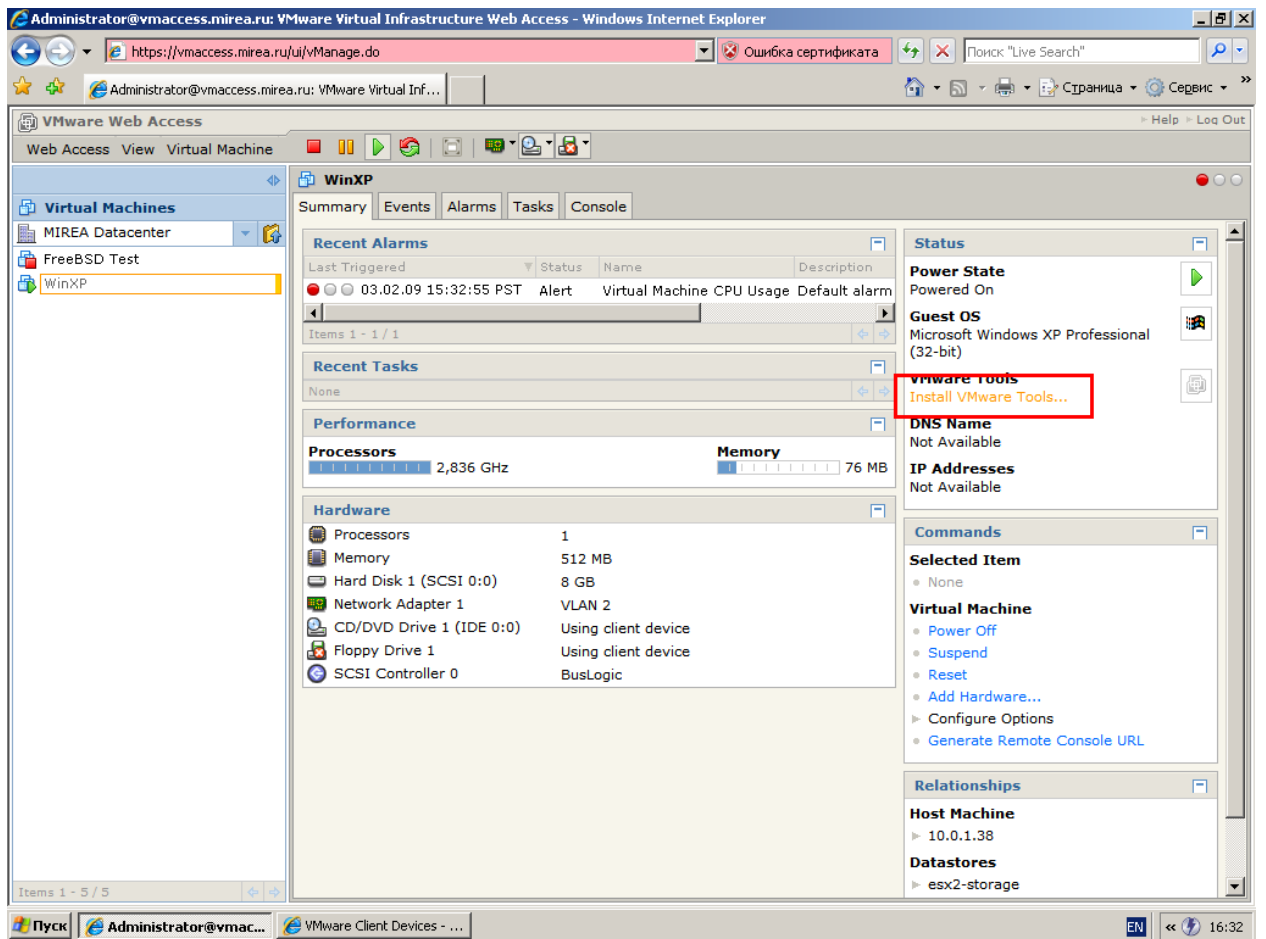 Administrator@vmaccess.mirea.ru: VMware Virtual Infrastructure Web Access - Windows Internet Explorer
https://vmaccess.mirea.ru/ui/vManage.do
Ошибка сертификата
Поиск "Live Search"
Administrator@vmaccess.mirea.ru: VMware Virtual Inf...
Страница
Сервис
»
VMware Web Access
Help
Log Out
Web Access View Virtual Machine
WinXP
Virtual Machines
Summary Events Alarms Tasks Console
MIREA Datacenter
FreeBSD Test
WinXP
Recent Alarms
Last Triggered Status Name Description
03.02.09 15:32:55 PST Alert Virtual Machine CPU Usage Default alarm
Items 1 - 1 / 1
Recent Tasks
None
Performance
Processors
2,836 GHz
Memory
76 MB
Hardware
Processors 1
Memory 512 MB
Hard Disk 1 (SCSI 0:0) 8 GB
Network Adapter 1 VLAN 2
CD/DVD Drive 1 (IDE 0:0) Using client device
Floppy Drive 1 Using client device
SCSI Controller 0 BusLogic
Status
Power State
Powered On
Guest OS
Microsoft Windows XP Professional
(32-bit)
VMware Tools
Install VMware Tools...
DNS Name
Not Available
IP Addresses
Not Available
Commands
Selected Item
None
Virtual Machine
Power Off
Suspend
Reset
Add Hardware...
Configure Options
Generate Remote Console URL
Relationships
Host Machine
10.0.1.38
Datastores
esx2-storage
Items 1 - 5 / 5
Пуск
Administrator@vmac...
VMware Client Devices - ...
EN
«
16:32